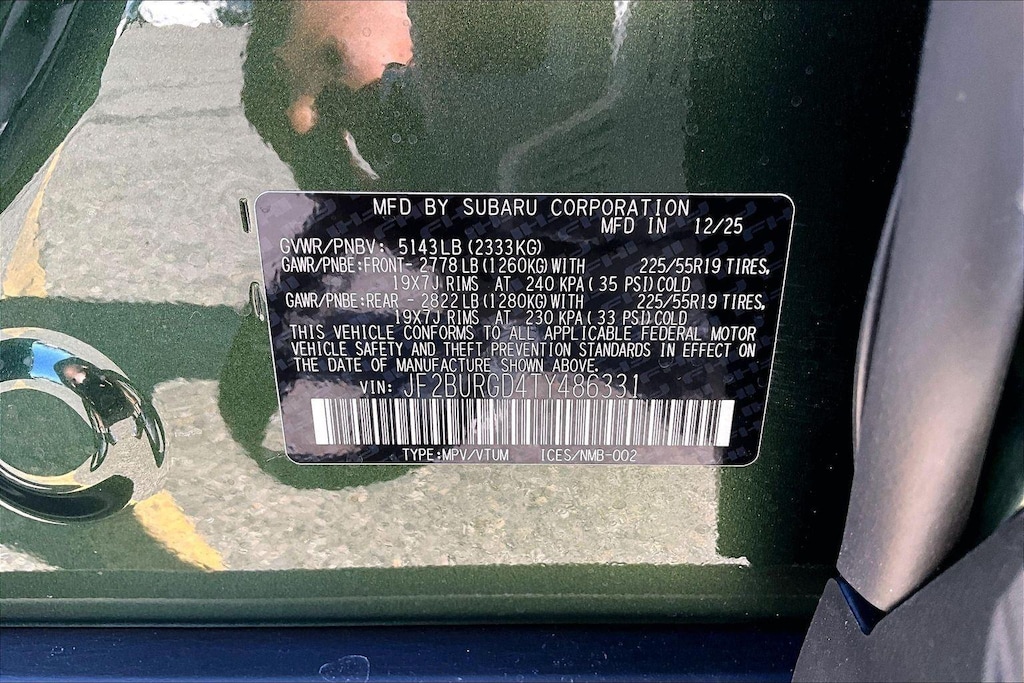 MFD BY SUBARU CORPORATION
MFD IN 12/25
GVWR/PNBV: 5143LB (2333KG)
GAWR/PNBE:FRONT- 2778 LB (1260KG) WITH 225/55R19 TIRES,
19X7J RIMS AT 240 KPA ( 35 PSI) COLD
GAWR/PNBE:REAR - 2822 LB (1280KG) WITH 225/55R19 TIRES,
19X7J RIMS AT 230 KPA ( 33 PSI) COLD
THIS VEHICLE CONFORMS TO ALL APPLICABLE FEDERAL MOTOR
VEHICLE SAFETY AND THEFT PREVENTION STANDARDS IN EFFECT ON
THE DATE OF MANUFACTURE SHOWN ABOVE.
VIN: JF2BURGD4TY486331
TYPE:MPV/VTUM ICES/NMB-002